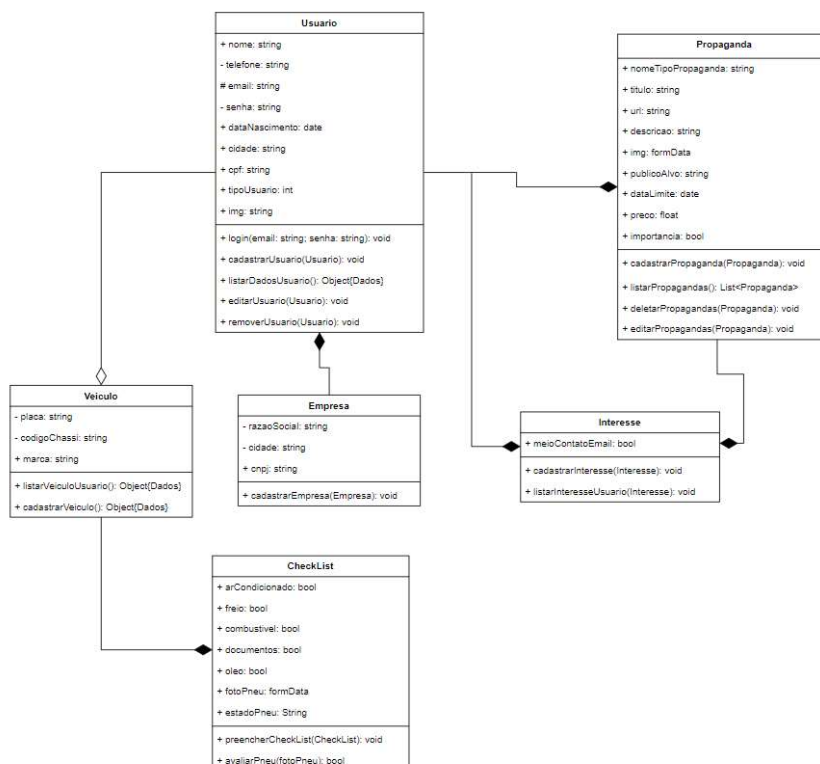 Usuario
+ nome: string
- telefone: string
# email: string
- senha: string
+ dataNascimento: date
+ cidade: string
+ cpf: string
+ tipoUsuario: int
+ img: string
+ login(email: string; senha: string): void
+ cadastrarUsuario(Usuario): void
+ listarDadosUsuario(): Object{Dados}
+ editarUsuario(Usuario): void
+ removerUsuario(Usuario): void
Propaganda
+ nomeTipoPropaganda: string
+ titulo: string
+ url: string
+ descricao: string
+ img: formData
+ publicoAlvo: string
+ dataLimite: date
+ preco: float
+ importancia: bool
+ cadastrarPropaganda(Propaganda): void
+ listarPropagandas(): List<Propaganda>
+ deletarPropagandas(Propaganda): void
+ editarPropagandas(Propaganda): void
Veículo
- placa: string
- codigoChassi: string
+ marca: string
+ listarVeiculoUsuario(): Object{Dados}
+ cadastrarVeiculo(): Object{Dados}
Empresa
- razaoSocial: string
- cidade: string
+ cnpj: string
+ cadastrarEmpresa(Empresa): void
Interesse
+ meioContatoEmail: bool
+ cadastrarInteresse(Interesse): void
+ listarInteresseUsuario(Interesse): void
CheckList
+ arCondicionado: bool
+ freio: bool
+ combustivel: bool
+ documentos: bool
+ oleo: bool
+ fotoPneu: formData
+ estadoPneu: String
+ preencherCheckList(CheckList): void
+ avaliarPneu(fotoPneu): bool